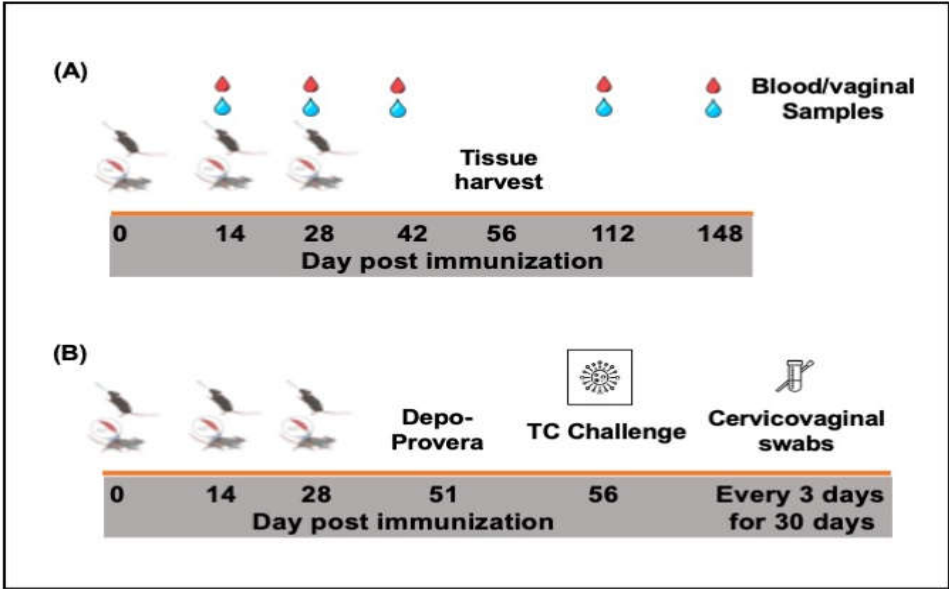 (A)
Blood/vaginal
Samples
Tissue
harvest
0 14 28 42 56 112 148
Day post immunization
(B)
Depo-
Provera
TC Challenge
Cervicovaginal
swabs
0 14 28 51 56 Every 3 days
Day post immunization for 30 days